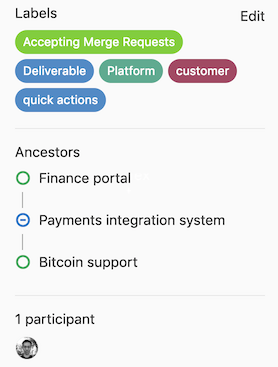 Labels Edit
Accepting Merge Requests
Deliverable Platform customer
quick actions
Ancestors
Finance portal
Payments integration system
Bitcoin support
1 participant